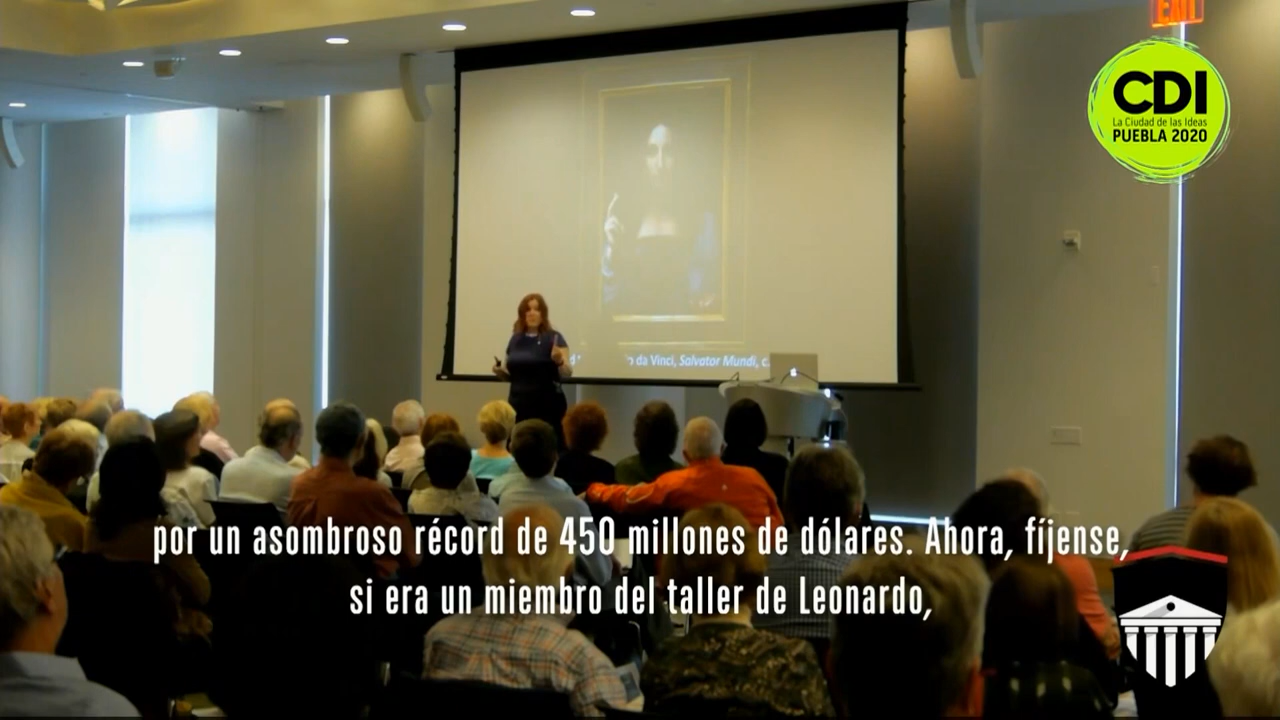 EXIT
CDI
La Ciudad de las Ideas
PUEBLA 2020
da Vinci, Salvator Mundi, c.
por un asombroso récord de 450 millones de dólares. Ahora, fíjense,
si era un miembro del taller de Leonardo,